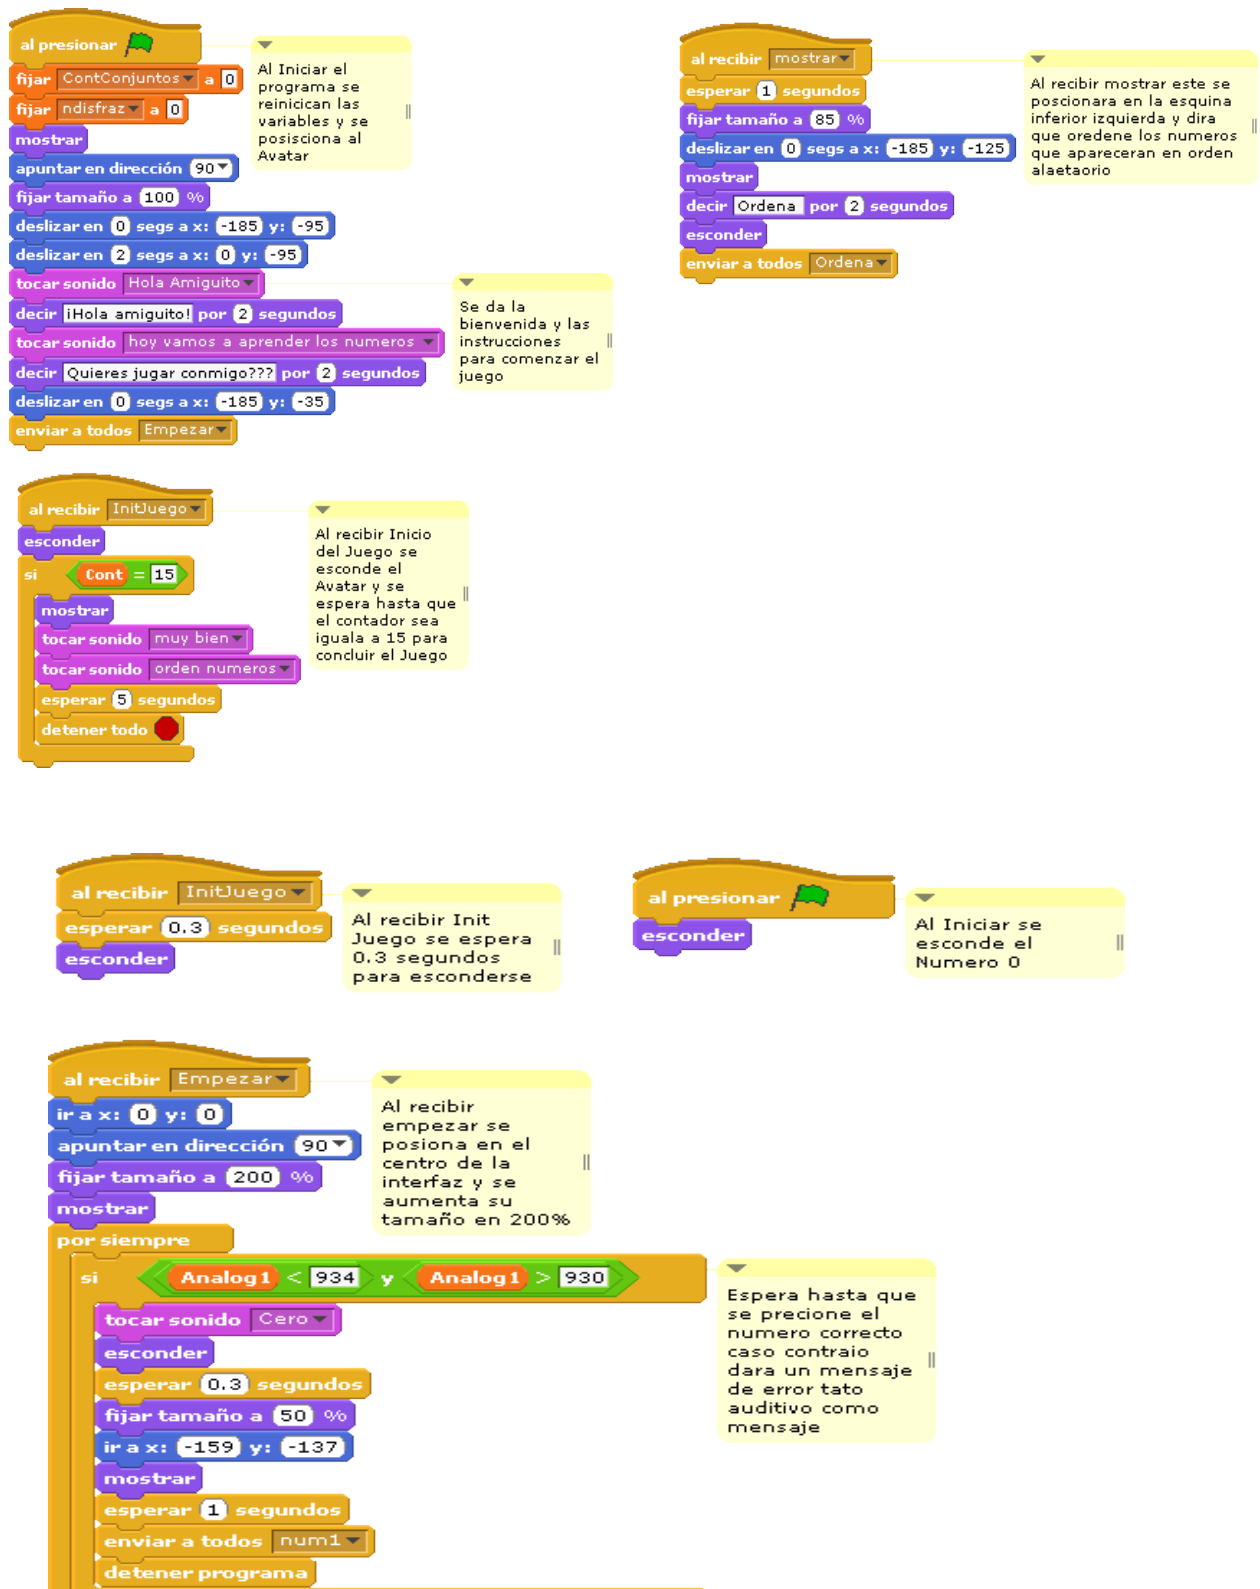 al presionar
fijar ContConjuntos a 0
fijar ndisfraz a 0
mostrar
apuntar en dirección 90
fijar tamaño a 100 %
deslizar en 0 segs a x: -185 y: -95
deslizar en 2 segs a x: 0 y: -95
tocar sonido Hola Amiguito
decir ¡Hola amiguito! por 2 segundos
tocar sonido hoy vamos a aprender los numeros
decir Quieres jugar conmigo??? por 2 segundos
deslizar en 0 segs a x: -185 y: -35
enviar a todos Empezar
Al Iniciar el
programa se
reinicican las
variables y se
posisciona al
Avatar
Se da la
bienvenida y las
instrucciones
para comenzar el
juego
al recibir mostrar
esperar 1 segundos
fijar tamaño a 85 %
deslizar en 0 segs a x: -185 y: -125
mostrar
decir Ordena por 2 segundos
esconder
enviar a todos Ordena
Al recibir mostrar este se
poscionara en la esquina
inferior izquierda y dira
que oredene los numeros
que apareceran en orden
alaetaorio
al recibir InitJuego
esconder
si Cont = 15
mostrar
tocar sonido muy bien
tocar sonido orden numeros
esperar 5 segundos
detener todo
Al recibir Inicio
del Juego se
esconde el
Avatar y se
espera hasta que
el contador sea
iguala a 15 para
concluir el Juego
al recibir InitJuego
esperar 0.3 segundos
esconder
Al recibir Init
Juego se espera
0.3 segundos
para esconderse
al presionar
esconder
Al Iniciar se
esconde el
Numero 0
al recibir Empezar
ir a x: 0 y: 0
apuntar en dirección 90
fijar tamaño a 200 %
mostrar
por siempre
si Analog1 < 934 y Analog1 > 930
tocar sonido Cero
esconder
esperar 0.3 segundos
fijar tamaño a 50 %
ir a x: -159 y: -137
mostrar
esperar 1 segundos
enviar a todos num1
detener programa
Al recibir
empezar se
posiona en el
centro de la
interfaz y se
aumenta su
tamaño en 200%
Espera hasta que
se precione el
numero correcto
caso contraio
dara un mensaje
de error tato
auditivo como
mensaje